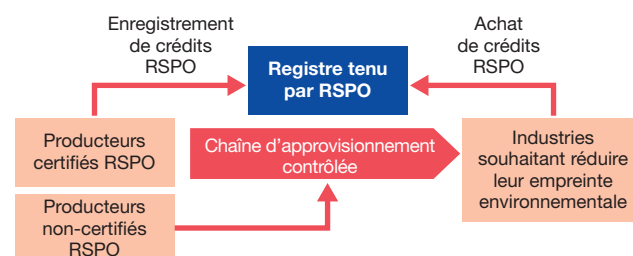 Enregistrement
de crédits
RSPO
Registre tenu
par RSPO
Achat
de crédits
RSPO
Producteurs
certifiés RSPO
Chaîne d'approvisionnement
contrôlée
Industries
souhaitant réduire
leur empreinte
environnementale
Producteurs
non-certifiés
RSPO